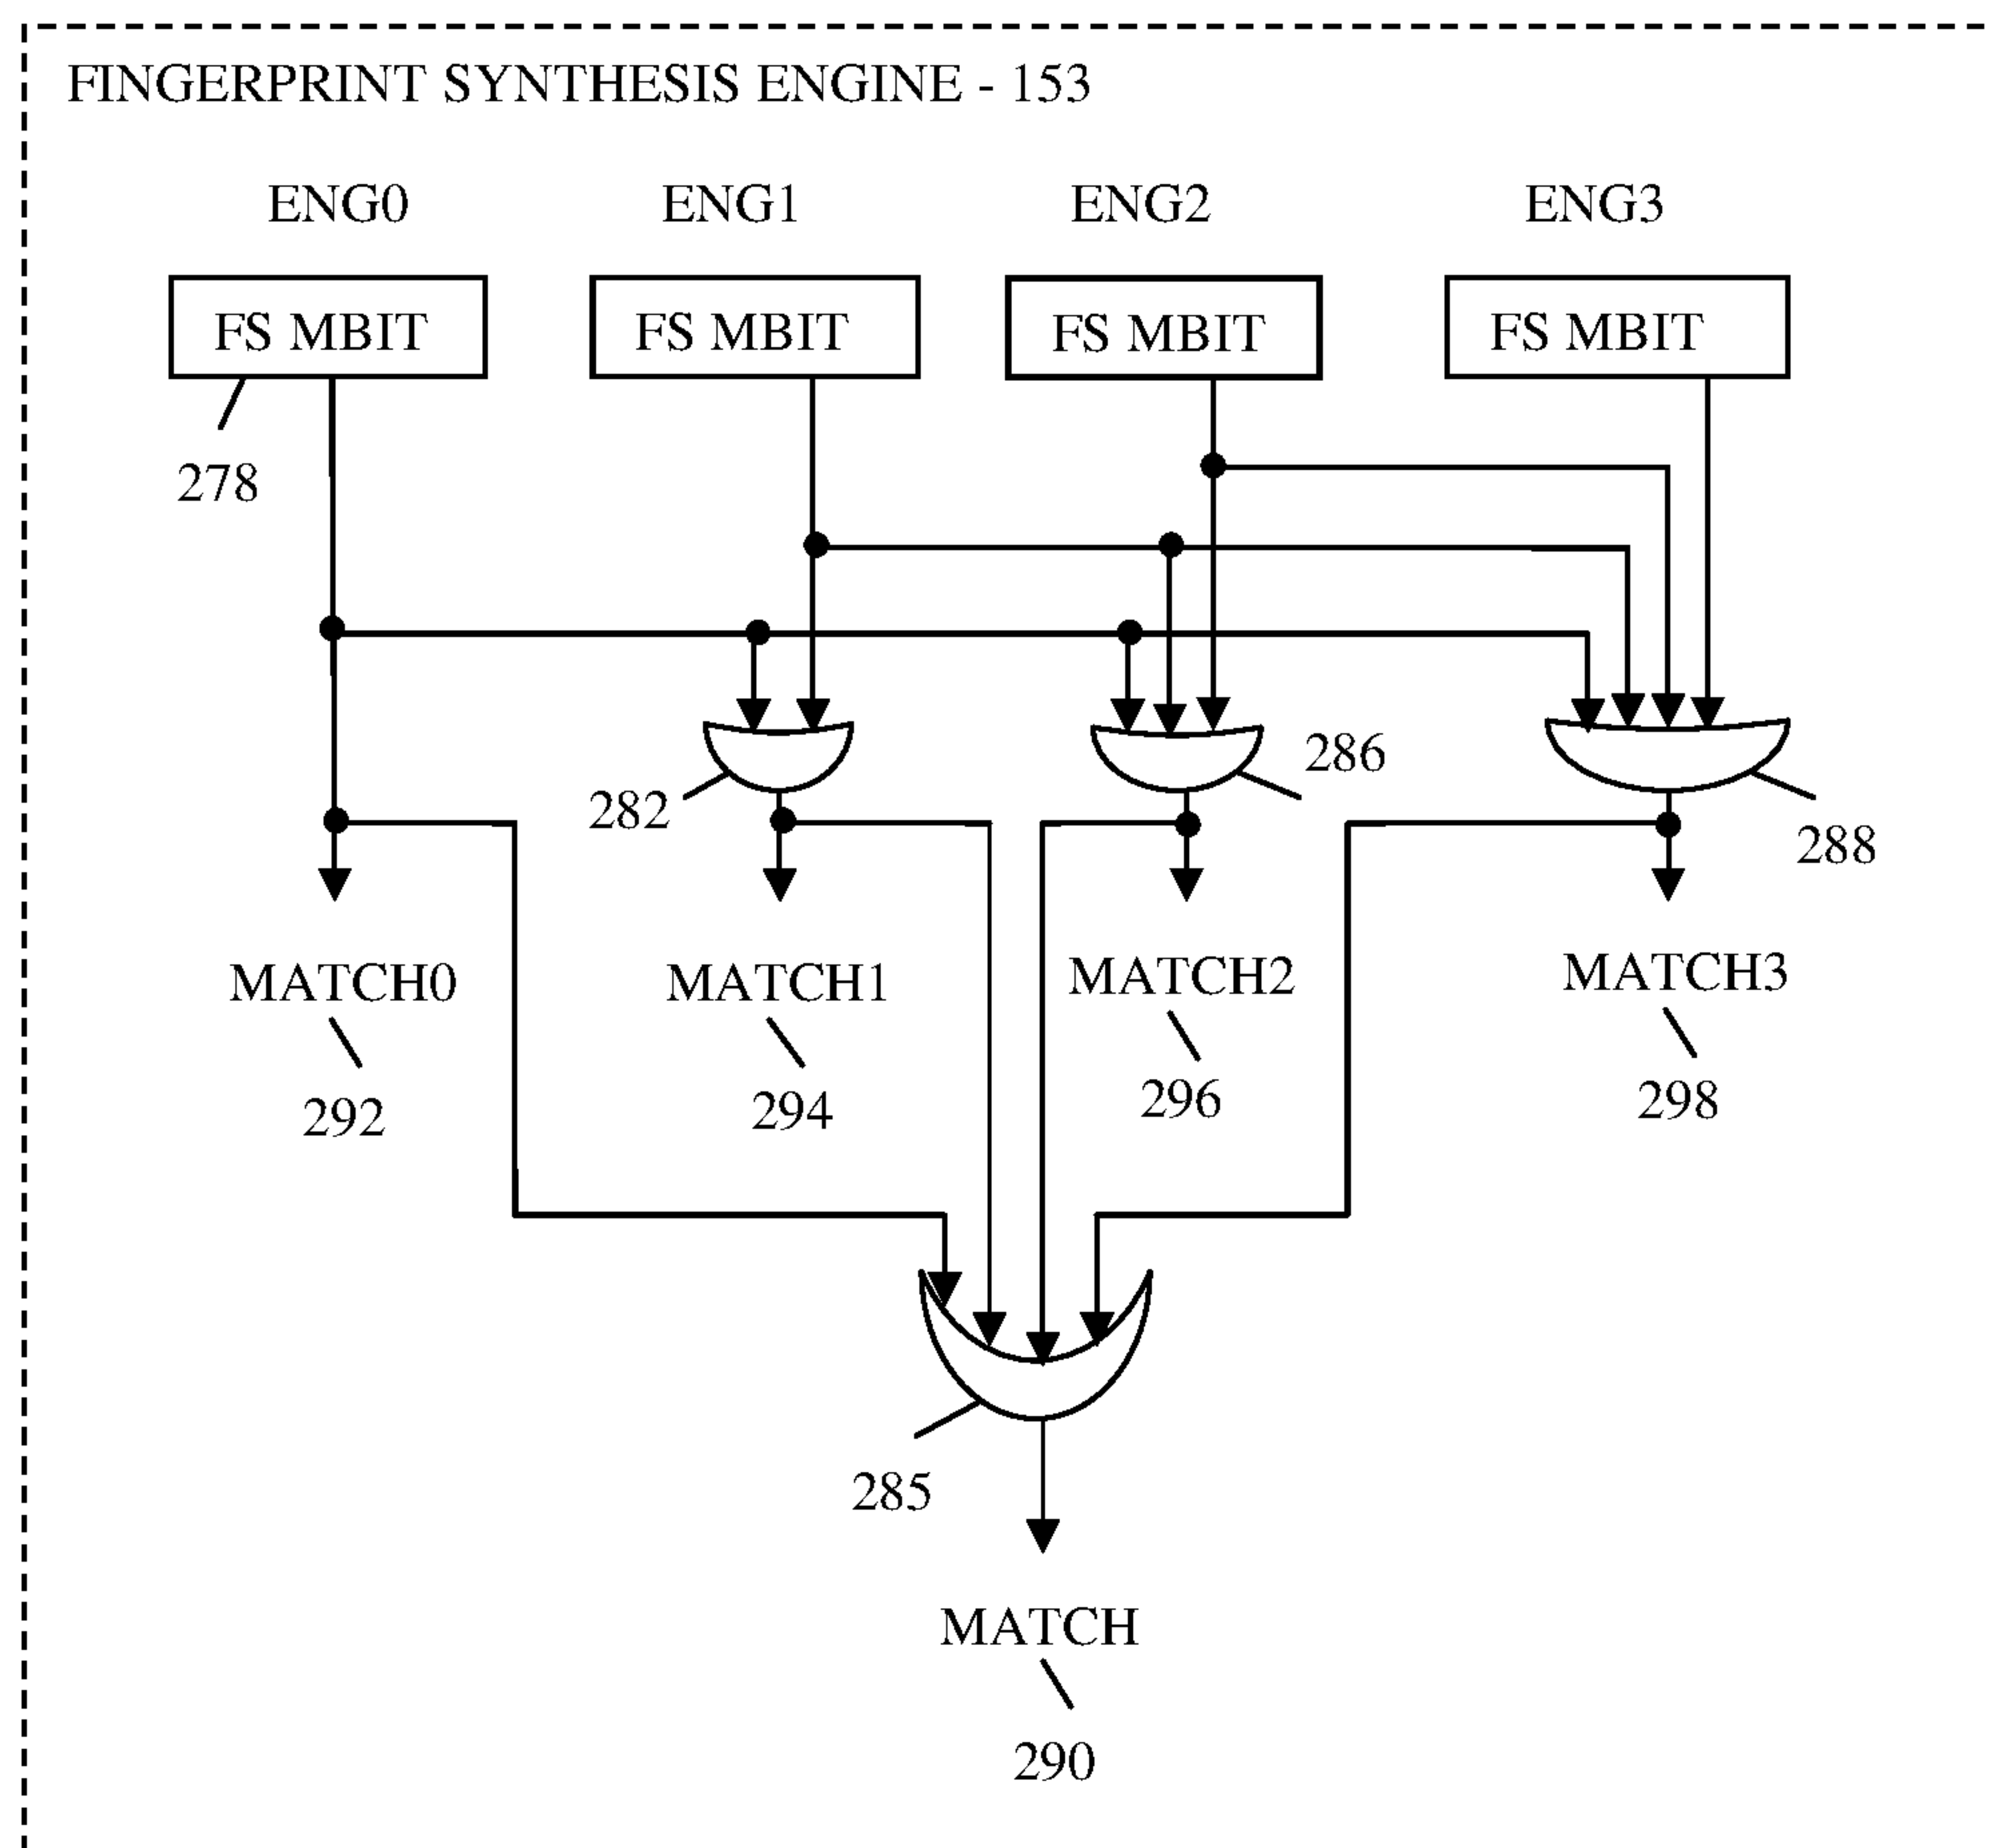 FINGERPRINT SYNTHESIS ENGINE - 153
ENG0 ENG1 ENG2 ENG3
FS MBIT FS MBIT FS MBIT FS MBIT
278
286
282
288
MATCH0 MATCH1 MATCH2 MATCH3
292 294 296 298
285
MATCH
290